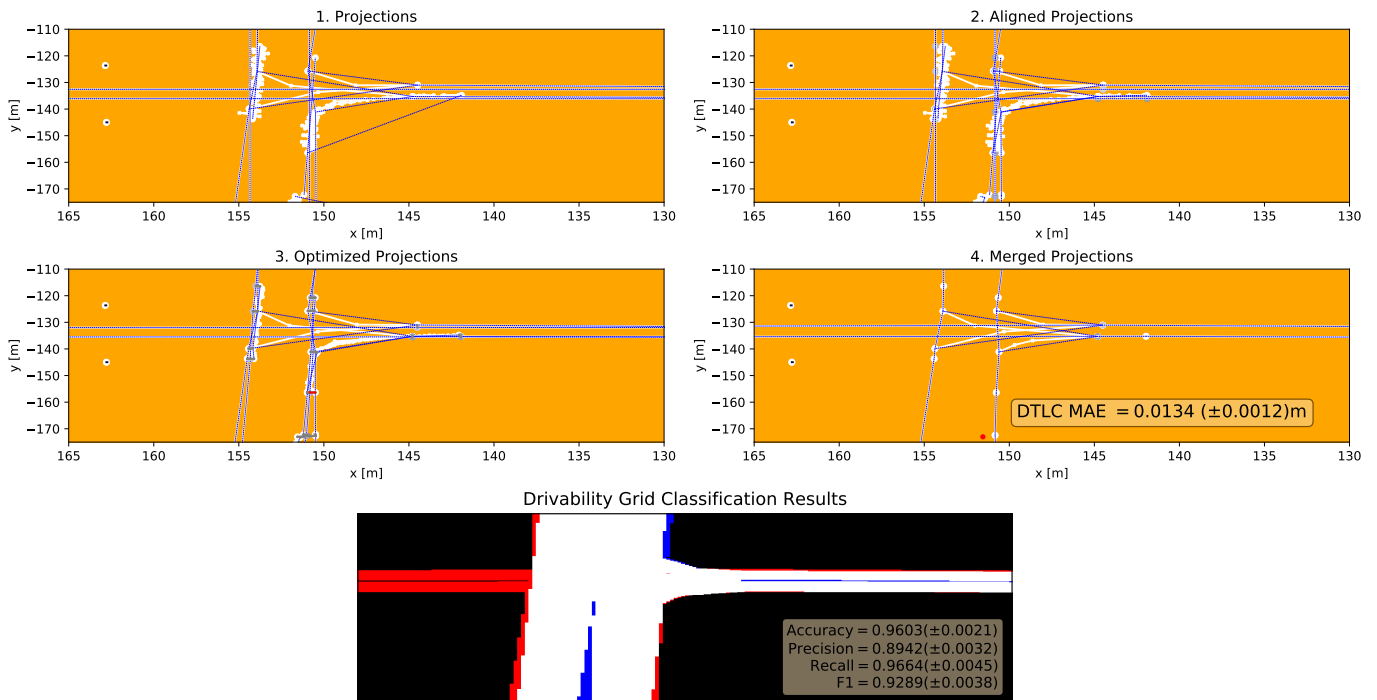 1. Projections
−110
−120
−130
−140
−150
−160
−170
y [m]
165 160 155 150 145 140 135 130
x [m]
2. Aligned Projections
−110
−120
−130
−140
−150
−160
−170
y [m]
165 160 155 150 145 140 135 130
x [m]
3. Optimized Projections
−110
−120
−130
−140
−150
−160
−170
y [m]
165 160 155 150 145 140 135 130
x [m]
4. Merged Projections
−110
−120
−130
−140
−150
−160
−170
y [m]
DTLC MAE = 0.0134 (±0.0012)m
165 160 155 150 145 140 135 130
x [m]
Drivability Grid Classification Results
Accuracy = 0.9603(±0.0021)
Precision = 0.8942(±0.0032)
Recall = 0.9664(±0.0045)
F1 = 0.9289(±0.0038)